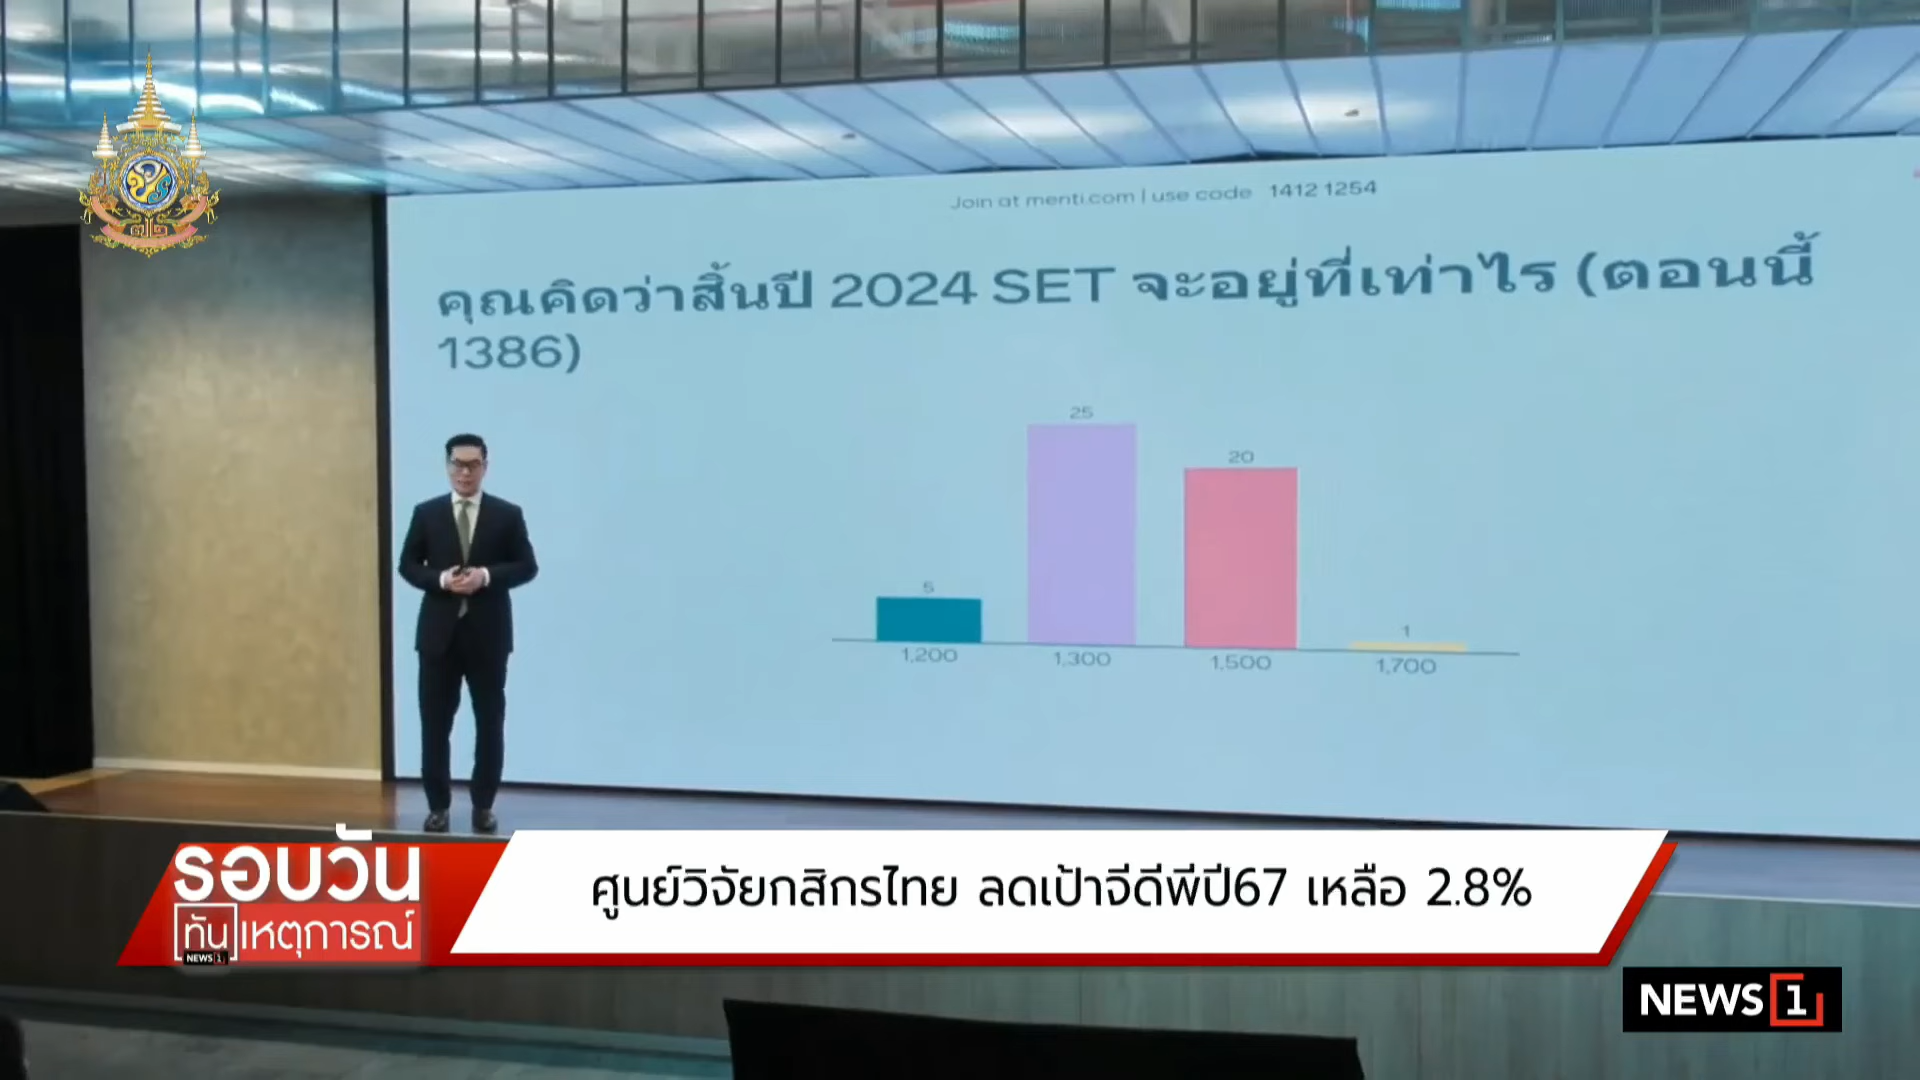 Join at menti.com | use code 1412 1254
คุณคิดว่าสิ้นปี 2024 SET จะอยู่ที่เท่าไร (ตอนนี้
1386)
25
20
5
1
1,200
1,300
1,500
1,700
รอบวัน
ทันเหตุการณ์
NEWS1
ศูนย์วิจัยกสิกรไทย ลดเป้าจีดีพีปี67 เหลือ 2.8%
NEWS 1
๗๒